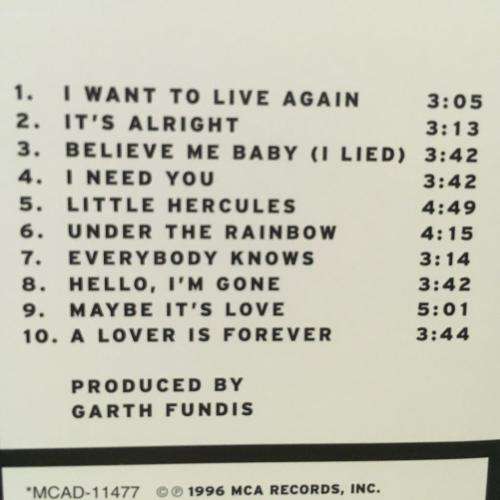 1. I WANT TO LIVE AGAIN 3:05
2. IT'S ALRIGHT 3:13
3. BELIEVE ME BABY (I LIED) 3:42
4. I NEED YOU 3:42
5. LITTLE HERCULES 4:49
6. UNDER THE RAINBOW 4:15
7. EVERYBODY KNOWS 3:14
8. HELLO, I'M GONE 3:42
9. MAYBE IT'S LOVE 5:01
10. A LOVER IS FOREVER 3:44
PRODUCED BY
GARTH FUNDIS
*MCAD-11477 ©℗ 1996 MCA RECORDS, INC.